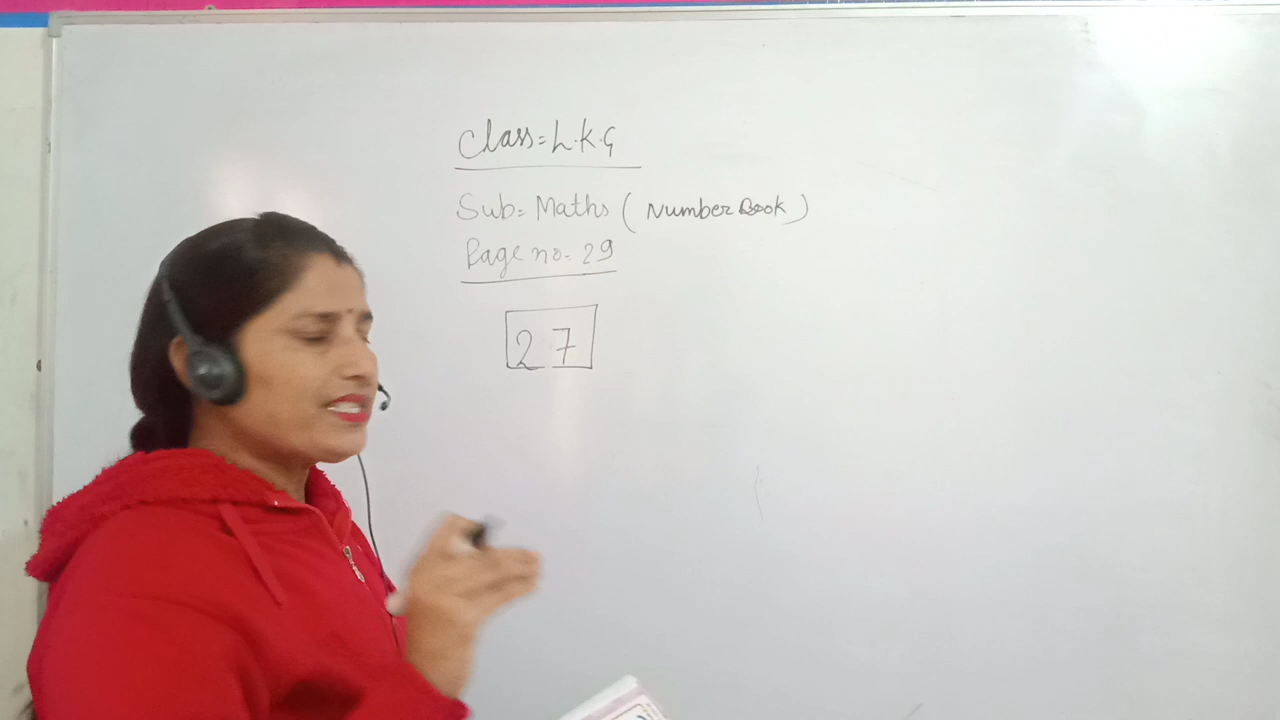 Class= L.K.G
Sub= Maths ( Number Book )
Page no. 29
27